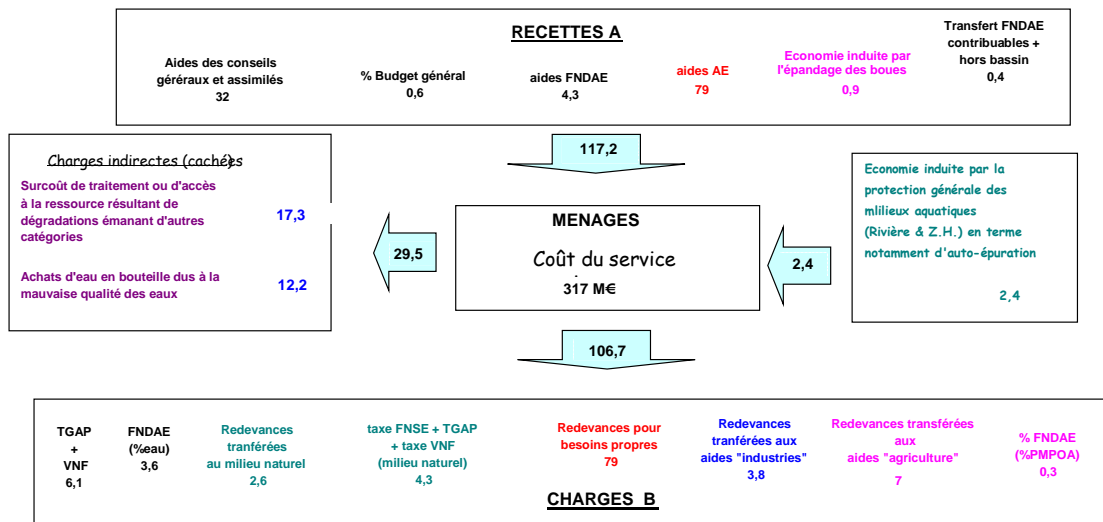 RECETTES A
Aides des conseils
géréraux et assimilés
32
% Budget général
0,6
aides FNDAE
4,3
aides AE
79
Economie induite par
l'épandage des boues
0,9
Transfert FNDAE
contribuables +
hors bassin
0,4
117,2
Charges indirectes (cachées)
Surcoût de traitement ou d'accès
à la ressource résultant de
dégradations émanant d'autres
catégories
17,3
Achats d'eau en bouteille dus à la
mauvaise qualité des eaux
12,2
29,5
MENAGES
Coût du service
317 M€
2,4
Economie induite par la
protection générale des
mlilieux aquatiques
(Rivière & Z.H.) en terme
notamment d'auto-épuration
2,4
106,7
TGAP
+
VNF
6,1
FNDAE
(%eau)
3,6
Redevances
tranférées
au milieu naturel
2,6
taxe FNSE + TGAP
+ taxe VNF
(milieu naturel)
4,3
Redevances pour
besoins propres
79
Redevances
tranférées aux
aides "industries"
3,8
Redevances transférées
aux
aides "agriculture"
7
% FNDAE
(%PMPOA)
0,3
CHARGES B